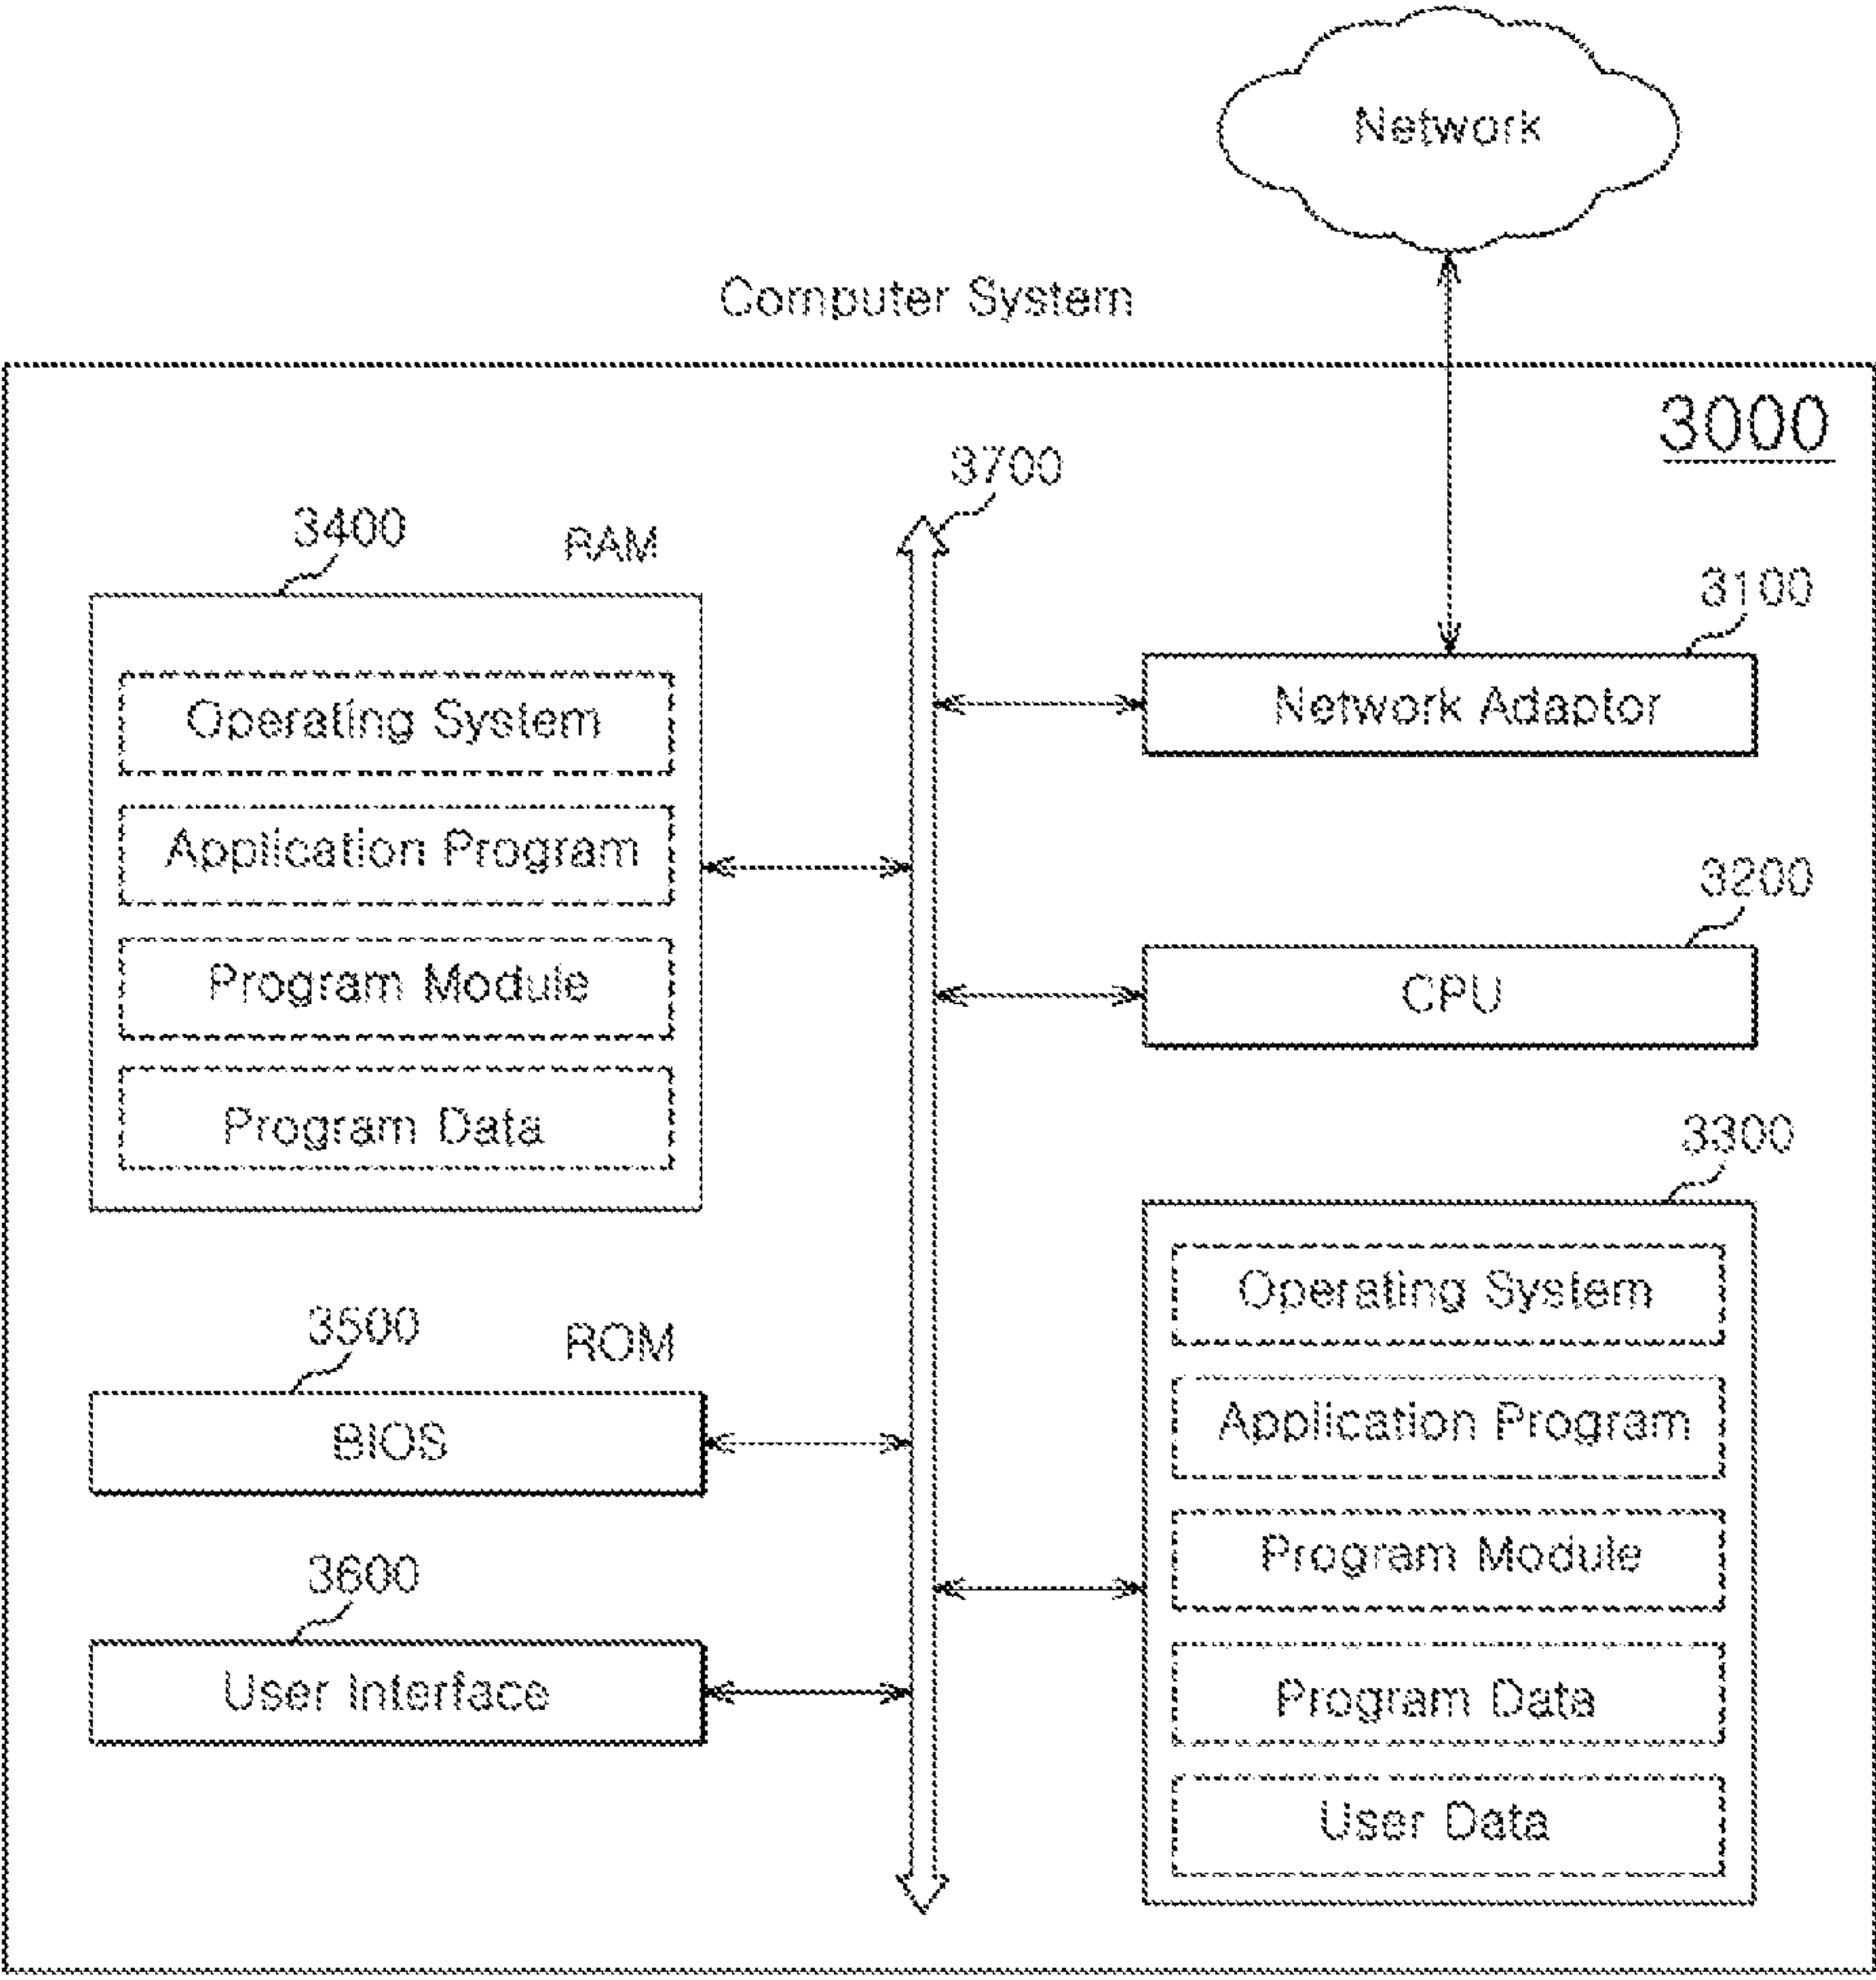 Network
Computer System
3000
3700
3400
RAM
Operating System
Application Program
Program Module
Program Data
3100
Network Adaptor
3200
CPU
3300
Operating System
Application Program
Program Module
Program Data
User Data
3500
ROM
BIOS
3600
User Interface